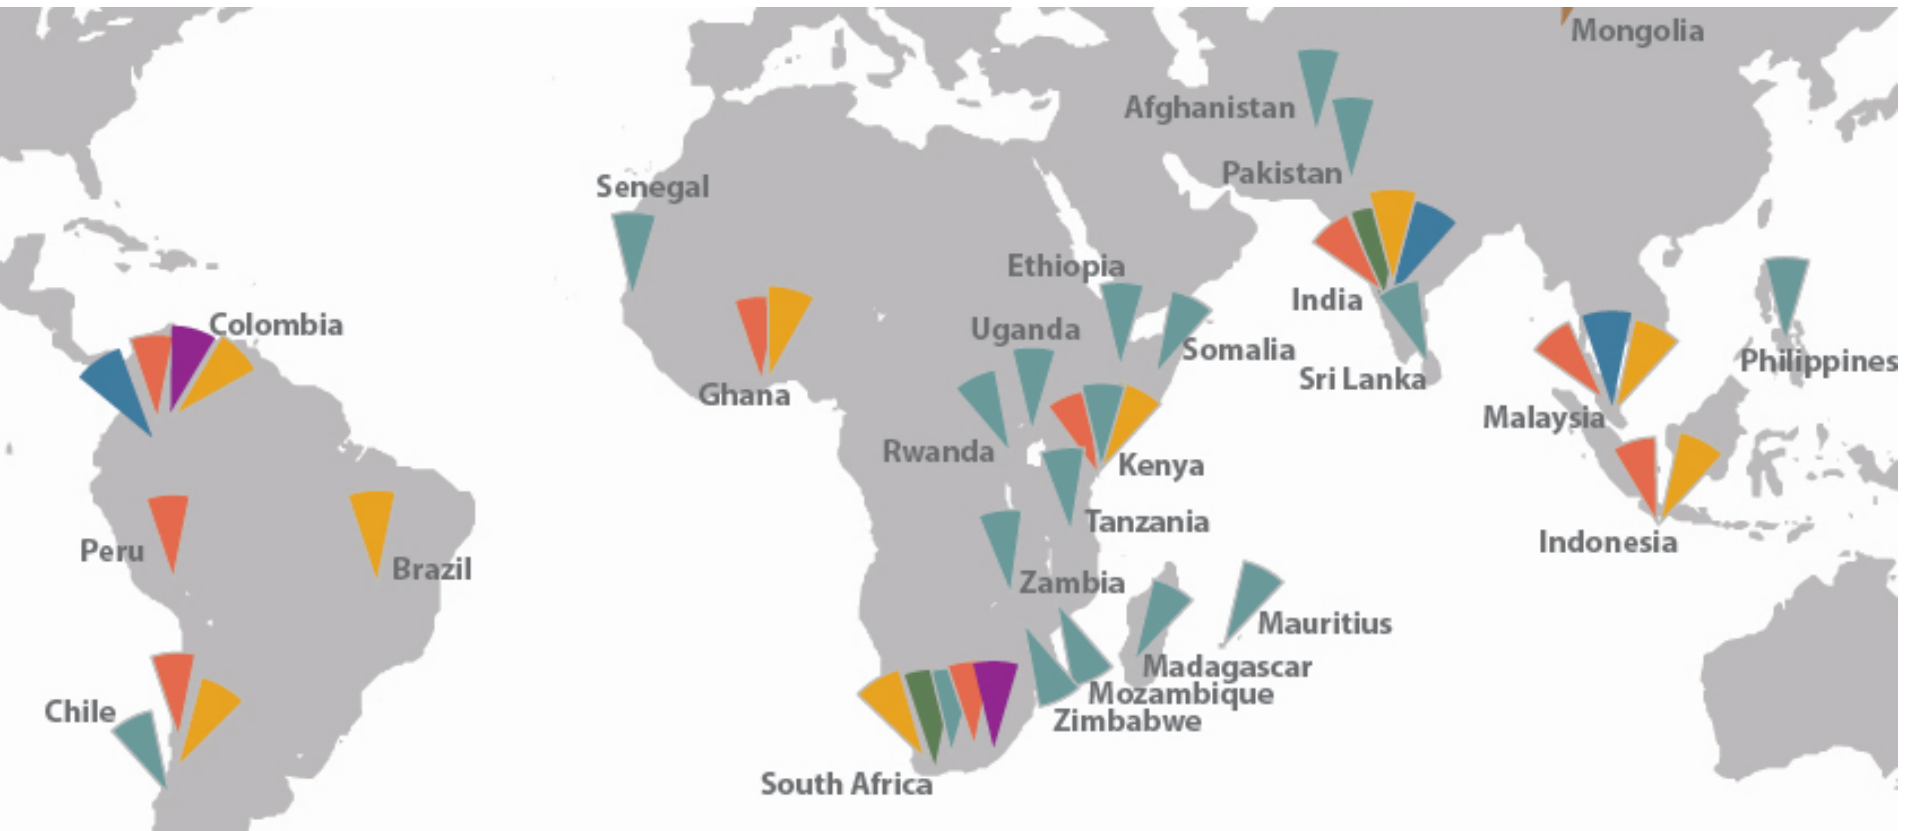 Mongolia
Afghanistan
Pakistan
Senegal
Ethiopia
India
Colombia
Uganda
Somalia
Philippines
Sri Lanka
Ghana
Malaysia
Rwanda
Kenya
Tanzania
Indonesia
Peru
Brazil
Zambia
Mauritius
Madagascar
Mozambique
Chile
Zimbabwe
South Africa